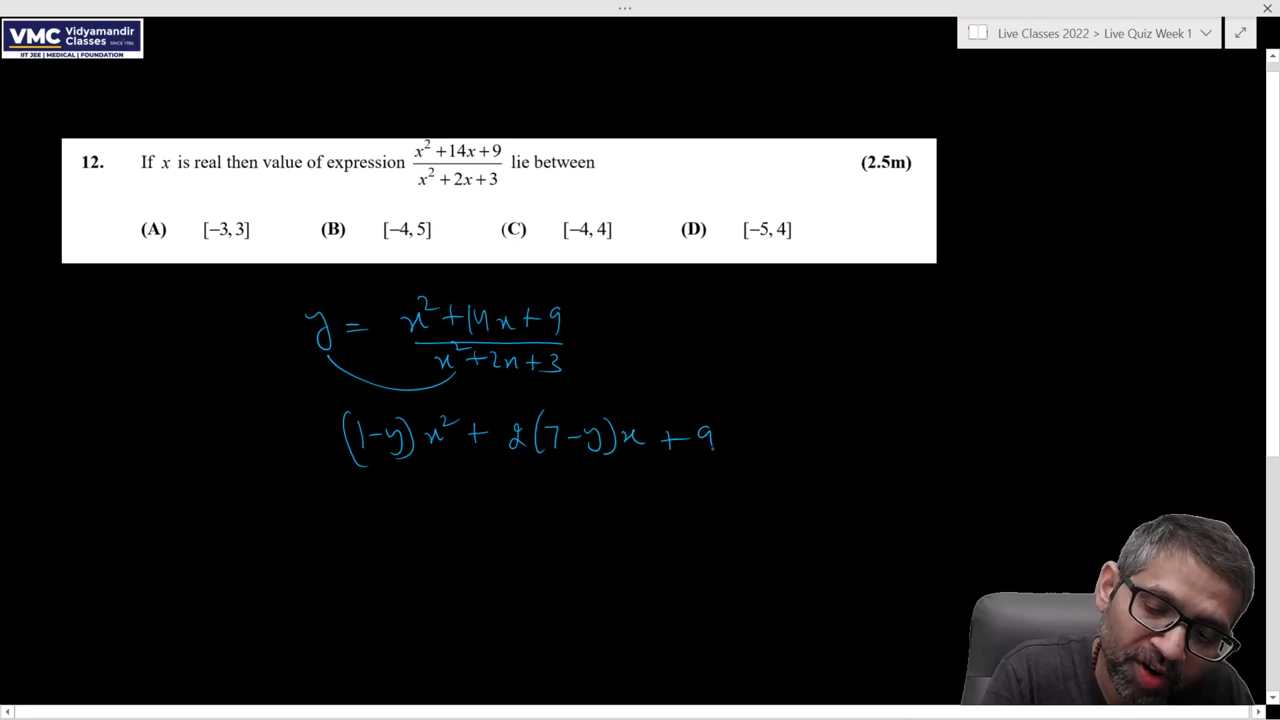 ...
VMC Vidyamandir Classes SINCE 1986
IIT JEE | MEDICAL | FOUNDATION
Live Classes 2022 > Live Quiz Week 1
12. If x is real then value of expression (x² +14x+9)/(x² +2x+3) lie between (2.5m)
(A) [−3, 3] (B) [−4, 5] (C) [−4, 4] (D) [−5, 4]
y = (x² + 14x + 9)/(x² + 2x + 3)
(1−y)x² + 2(7−y)x + 9